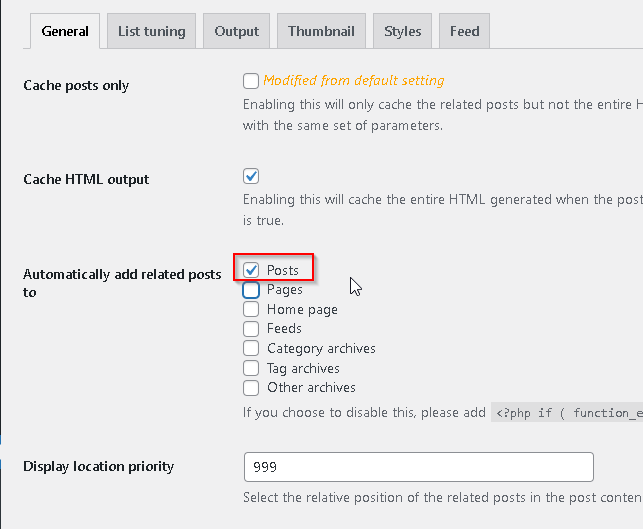 General List tuning Output Thumbnail Styles Feed
Cache posts only
Modified from default setting
Enabling this will only cache the related posts but not the entire
with the same set of parameters.
Cache HTML output
Enabling this will cache the entire HTML generated when the post
is true.
Automatically add related posts
to
Posts
Pages
Home page
Feeds
Category archives
Tag archives
Other archives
If you choose to disable this, please add <?php if ( function_e
Display location priority
999
Select the relative position of the related posts in the post conten